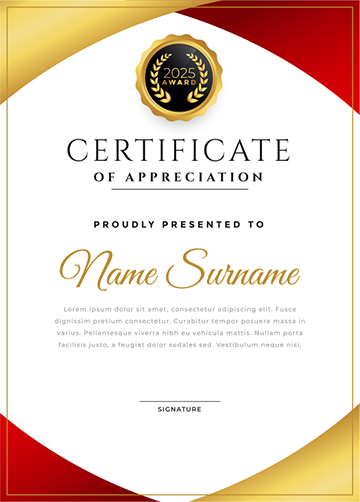 2025
AWARD
CERTIFICATE
OF APPRECIATION
PROUDLY PRESENTED TO
Name Surname
Lorem ipsum dolor sit amet, consectetur adipiscing elit. Fusce
dignissim pretium consectetur. Curabitur tempor posuere massa in
varius. Pellentesque viverra nibh eu vehicula mattis. Nullam porta
facilisis justo, a feugiat dolor sodales sed. Vestibulum neque nisi,
SIGNATURE